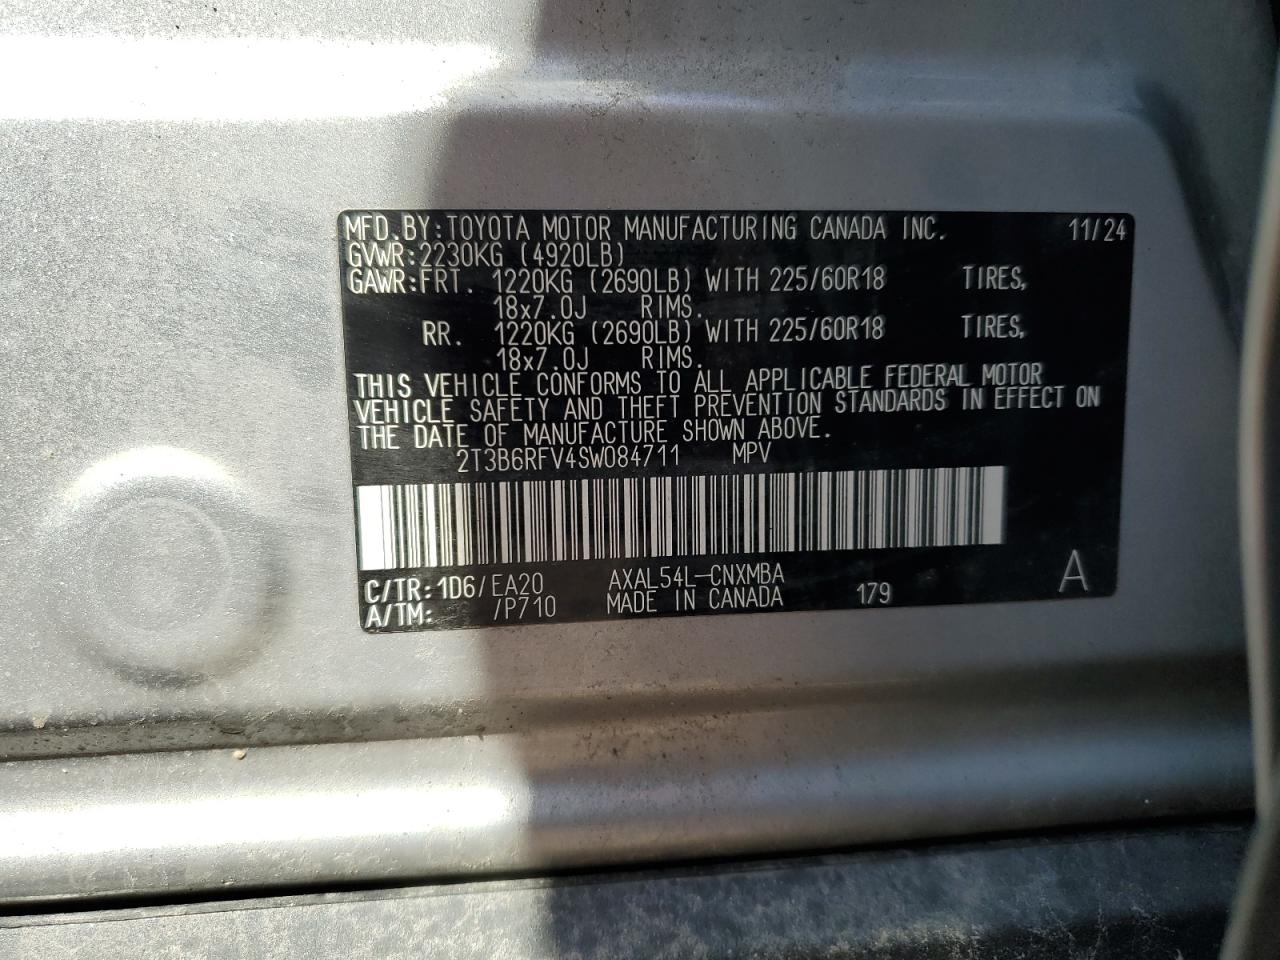 MFD.BY:TOYOTA MOTOR MANUFACTURING CANADA INC. 11/24
GVWR:2230KG (4920LB)
GAWR:FRT. 1220KG (2690LB) WITH 225/60R18 TIRES,
18x7.0J RIMS.
RR. 1220KG (2690LB) WITH 225/60R18 TIRES,
18x7.0J RIMS.
THIS VEHICLE CONFORMS TO ALL APPLICABLE FEDERAL MOTOR
VEHICLE SAFETY AND THEFT PREVENTION STANDARDS IN EFFECT ON
THE DATE OF MANUFACTURE SHOWN ABOVE.
2T3B6RFV4SW084711 MPV
C/TR:1D6/EA20 AXAL54L-CNXMBA
A/TM: /P710 MADE IN CANADA 179 A